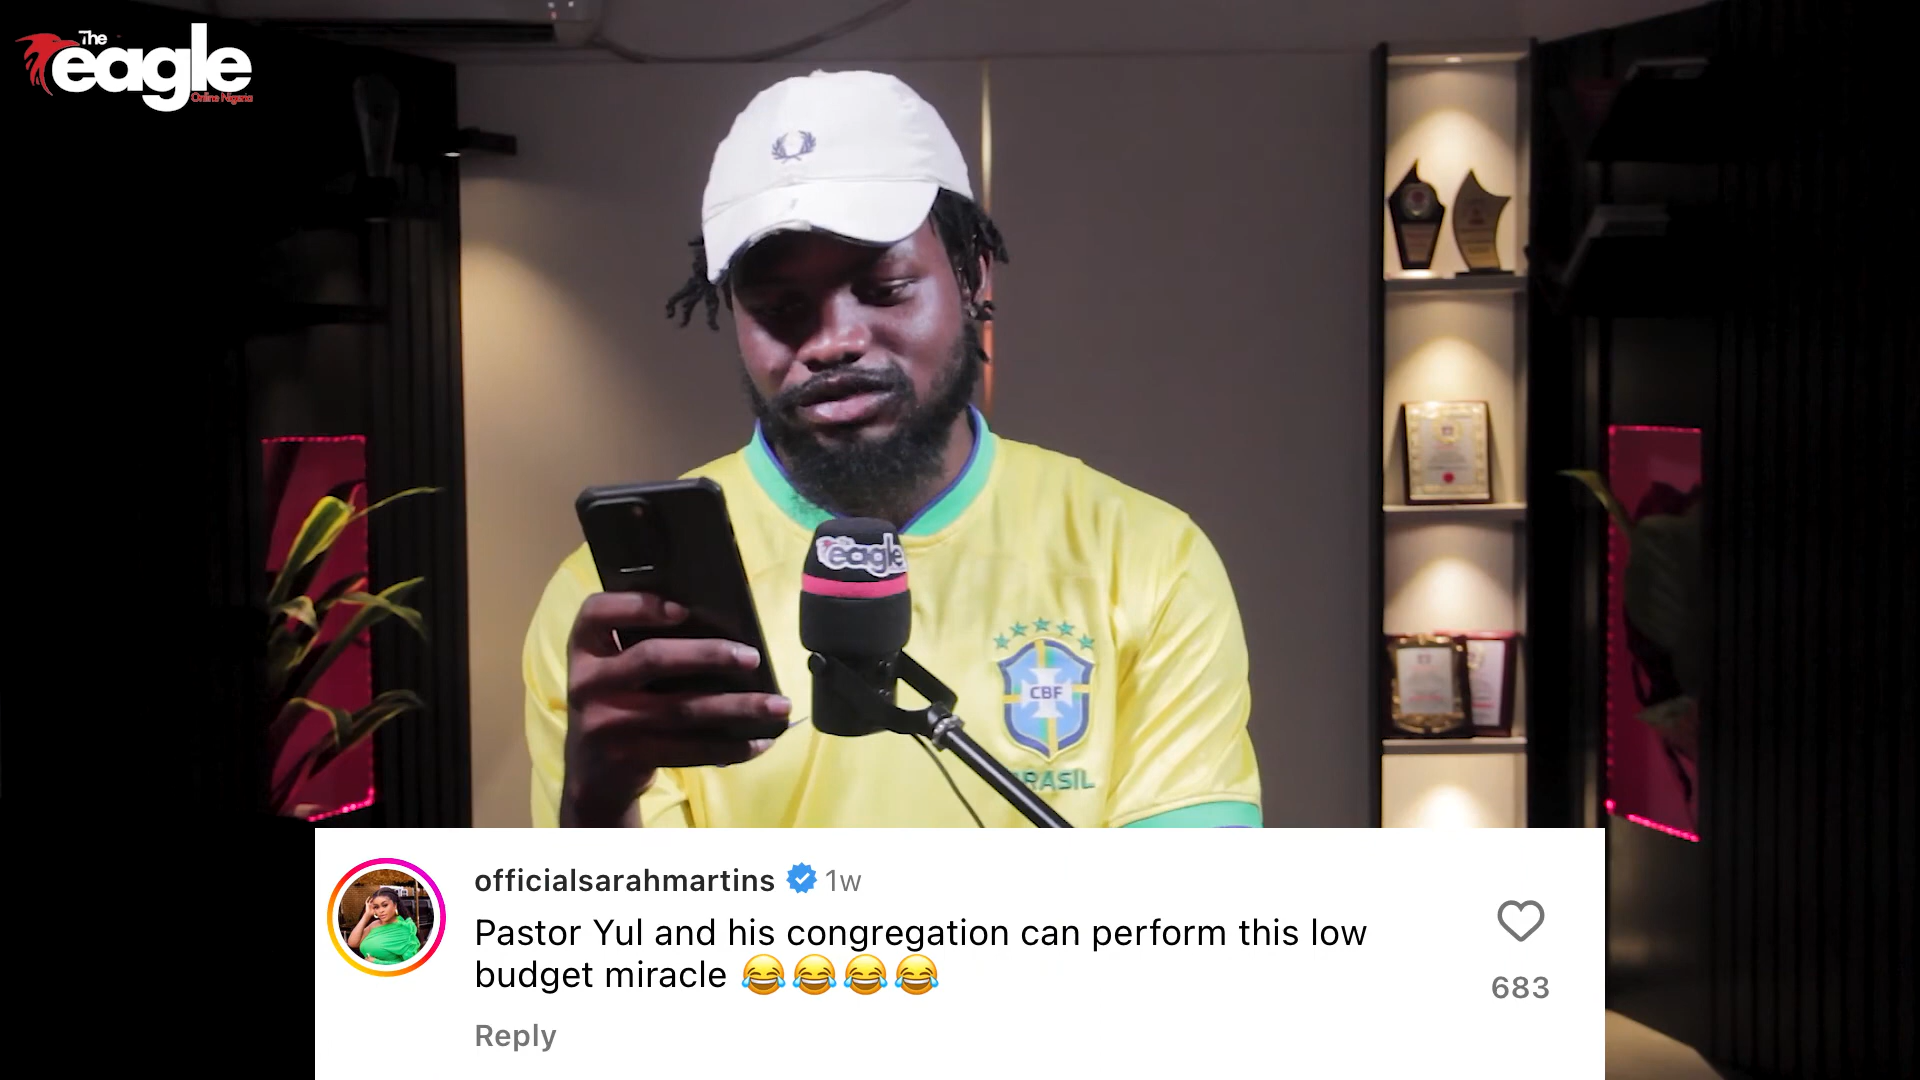 The
eagle
Online Nigeria
eagle
CBF
BRASIL
officialsarahmartins 1w
Pastor Yul and his congregation can perform this low
budget miracle 😂😂😂😂
683
Reply